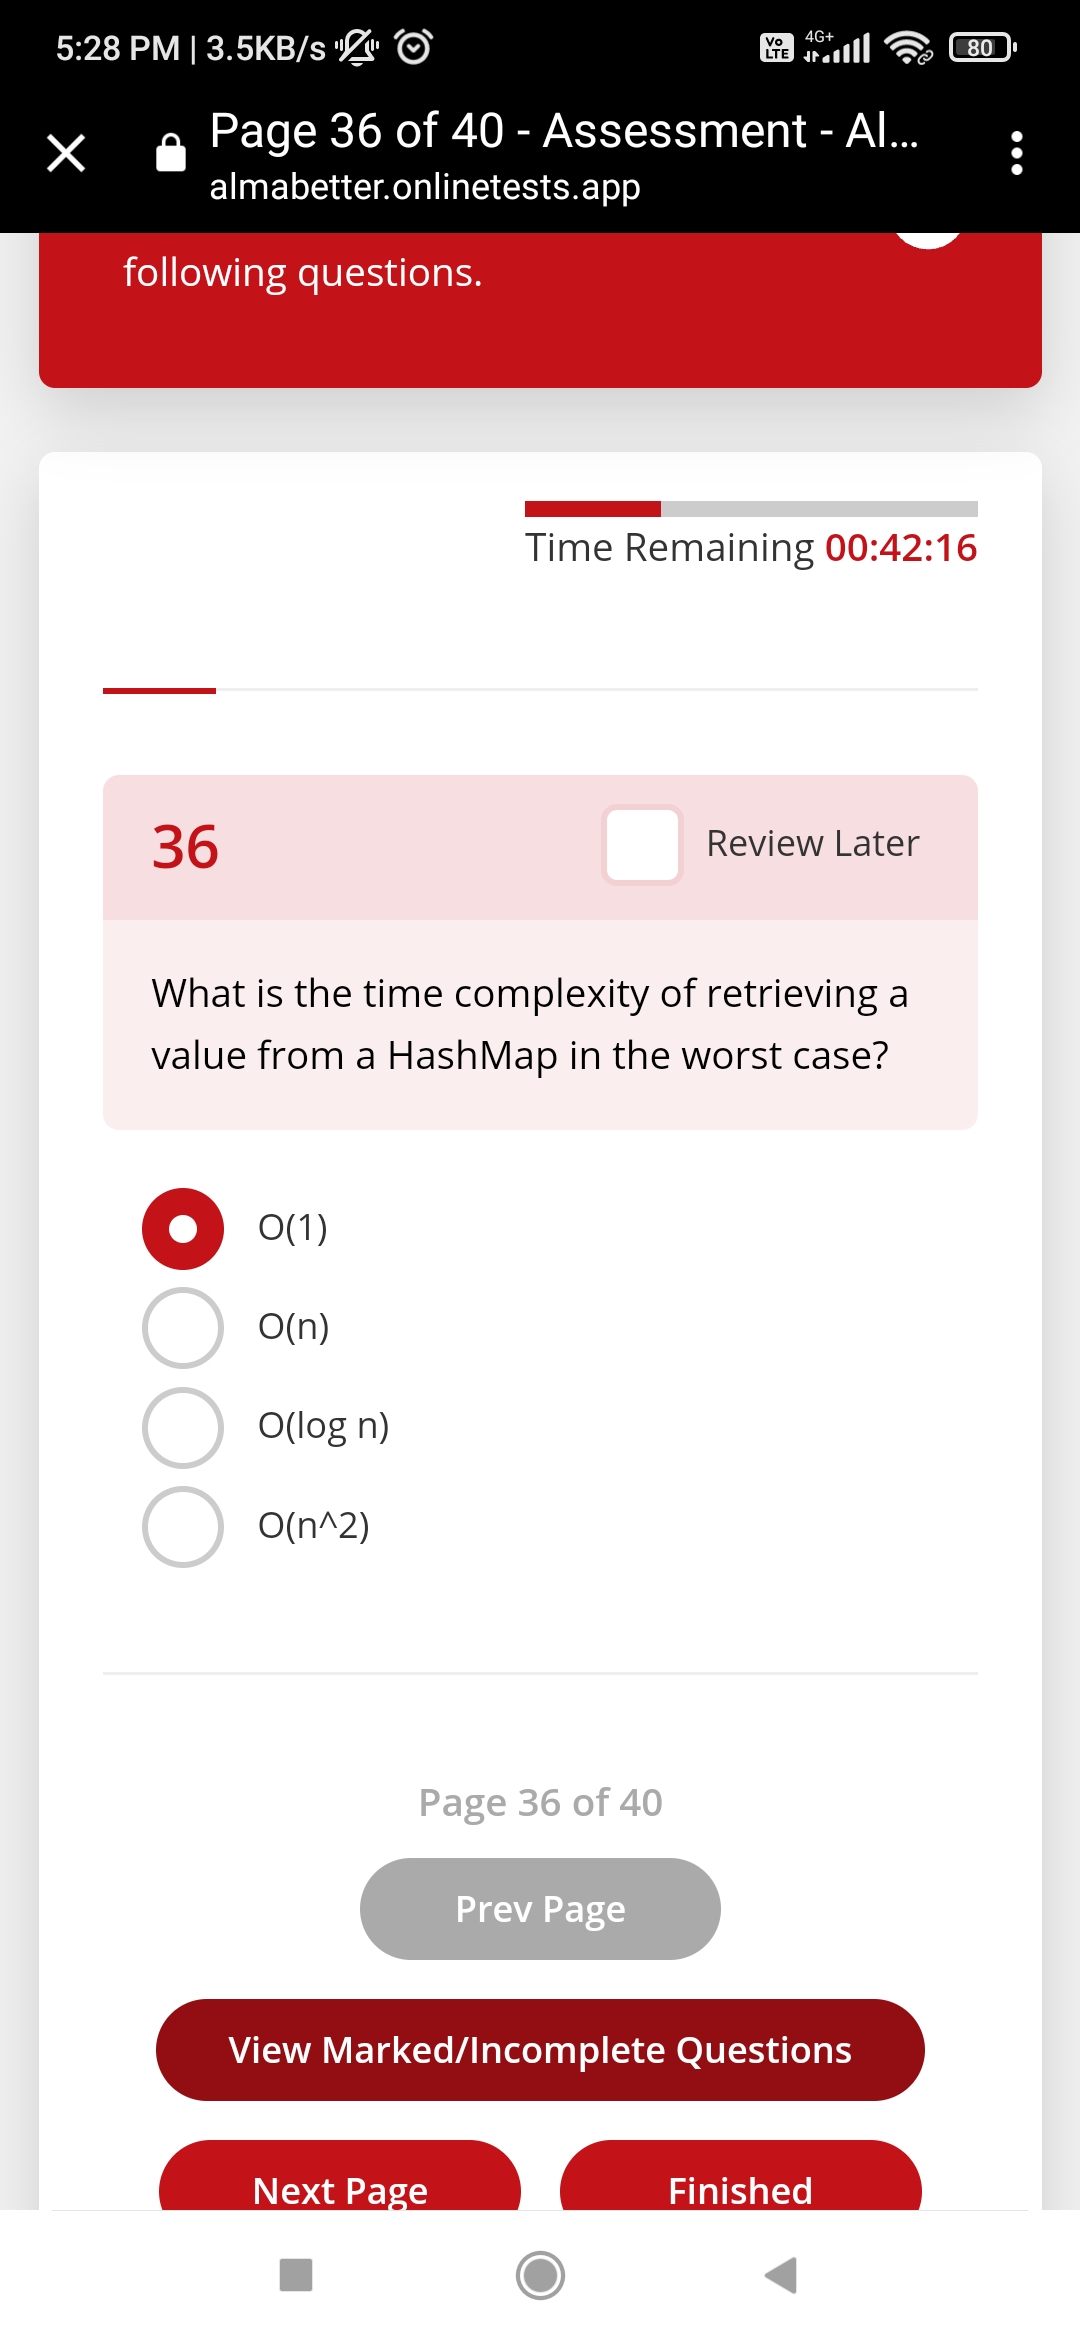 5:28 PM | 3.5KB/s
Vo LTE 4G+ 80
Page 36 of 40 - Assessment - Al...
almabetter.onlinetests.app
following questions.
Time Remaining 00:42:16
36
Review Later
What is the time complexity of retrieving a
value from a HashMap in the worst case?
O(1)
O(n)
O(log n)
O(n^2)
Page 36 of 40
Prev Page
View Marked/Incomplete Questions
Next Page
Finished